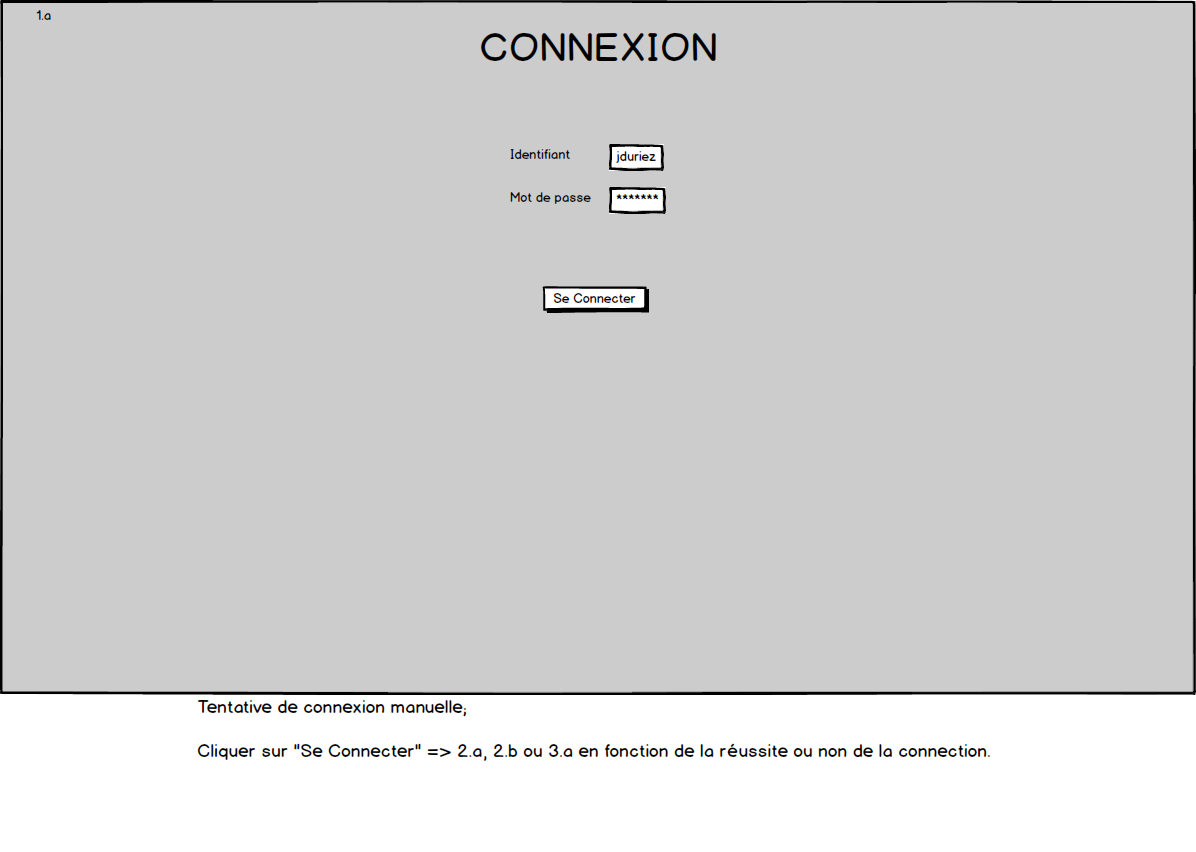 1.a
CONNEXION
Identifiant jduriez
Mot de passe *******
Se Connecter
Tentative de connexion manuelle;
Cliquer sur "Se Connecter" => 2.a, 2.b ou 3.a en fonction de la réussite ou non de la connection.